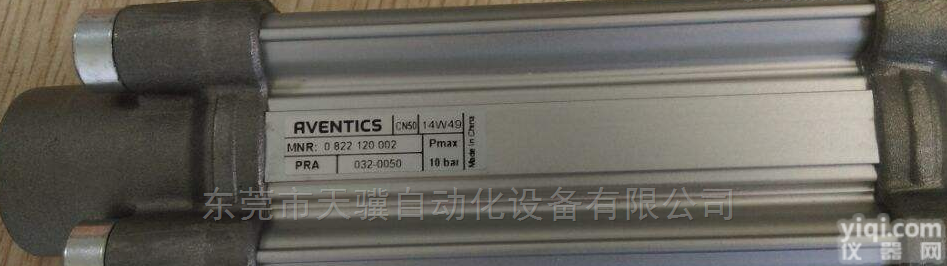 AVENTICS CN50 14W49
MNR: 0 822 120 002 Pmax
PRA 032-0050 10 bar
Made in China
东莞市天骥自动化设备有限公司
yiqi.com
仪器网